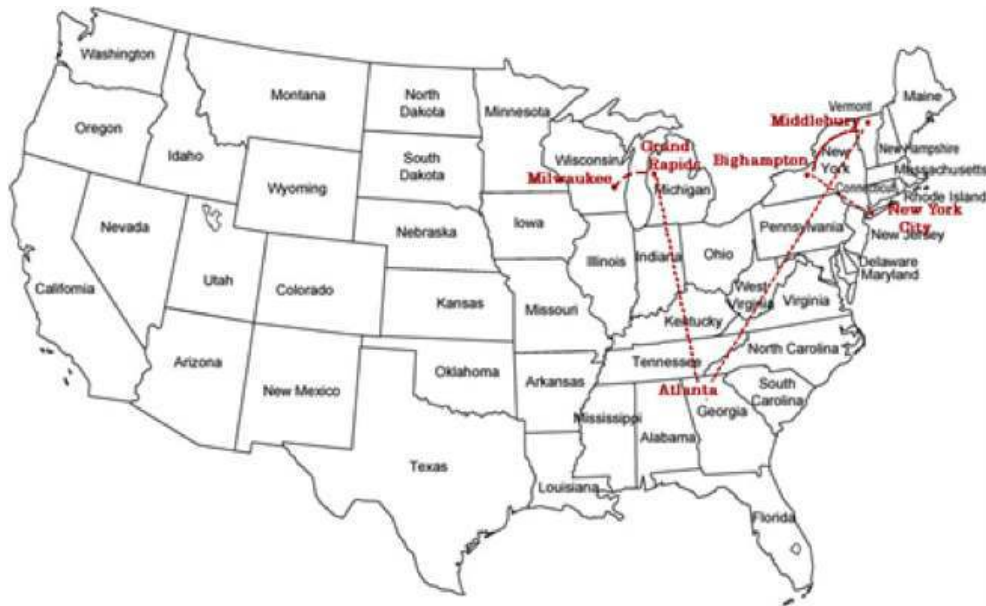 Washington
Montana
North
Dakota
Minnesota
Vermont
Maine
Oregon
Idaho
Middlebury
South
Dakota
Wisconsin
Grand
Rapids
Bighampton
New
York
New Hampshire
Massachusetts
Wyoming
Milwaukee
Michigan
Connecticut
Rhode Island
Nevada
Nebraska
Iowa
New York
City
Pennsylvania
New Jersey
California
Utah
Colorado
Kansas
Illinois
Indiana
Ohio
Delaware
Maryland
Missouri
West
Virginia
Virginia
Kentucky
Arizona
New Mexico
Oklahoma
Arkansas
Tennessee
North Carolina
Atlanta
South
Carolina
Mississippi
Alabama
Georgia
Texas
Louisiana
Florida